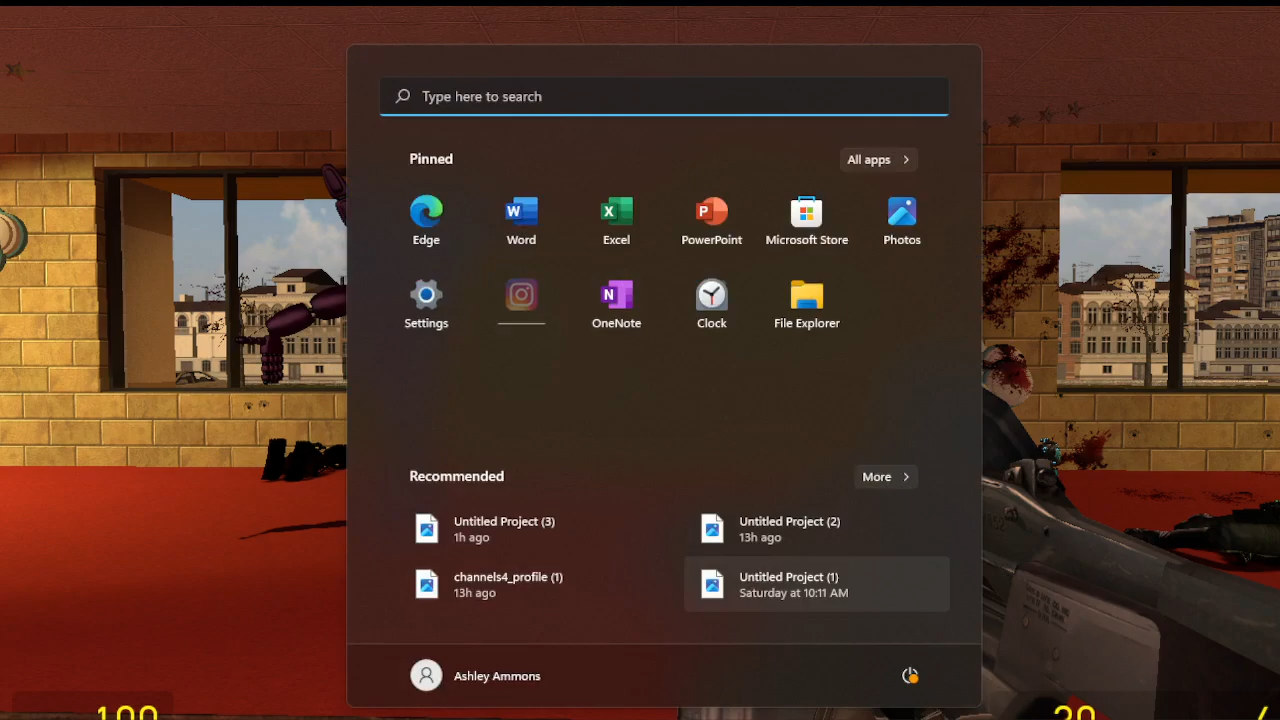 Type here to search
Pinned
All apps
Edge
Word
Excel
PowerPoint
Microsoft Store
Photos
Settings
OneNote
Clock
File Explorer
Recommended
More
Untitled Project (3)
1h ago
Untitled Project (2)
13h ago
channels4_profile (1)
13h ago
Untitled Project (1)
Saturday at 10:11 AM
Ashley Ammons
100